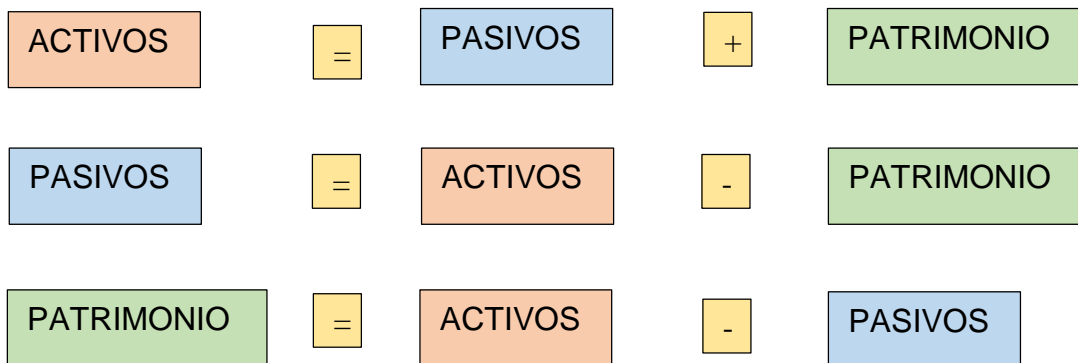 ACTIVOS = PASIVOS + PATRIMONIO
PASIVOS = ACTIVOS - PATRIMONIO
PATRIMONIO = ACTIVOS - PASIVOS